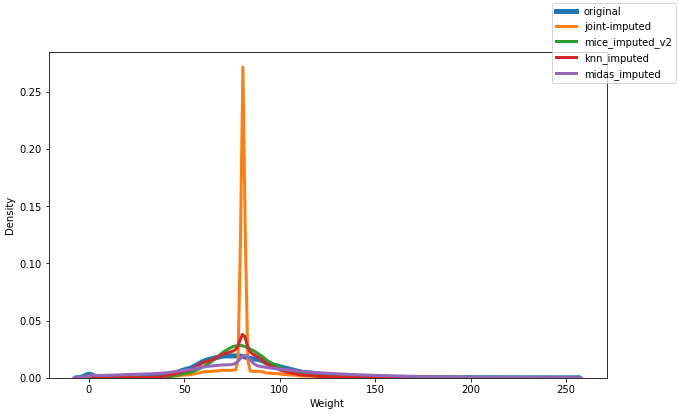 original
joint-imputed
mice_imputed_v2
knn_imputed
midas_imputed
0.25
0.20
0.15
0.10
0.05
0.00
Density
0 50 100 150 200 250
Weight